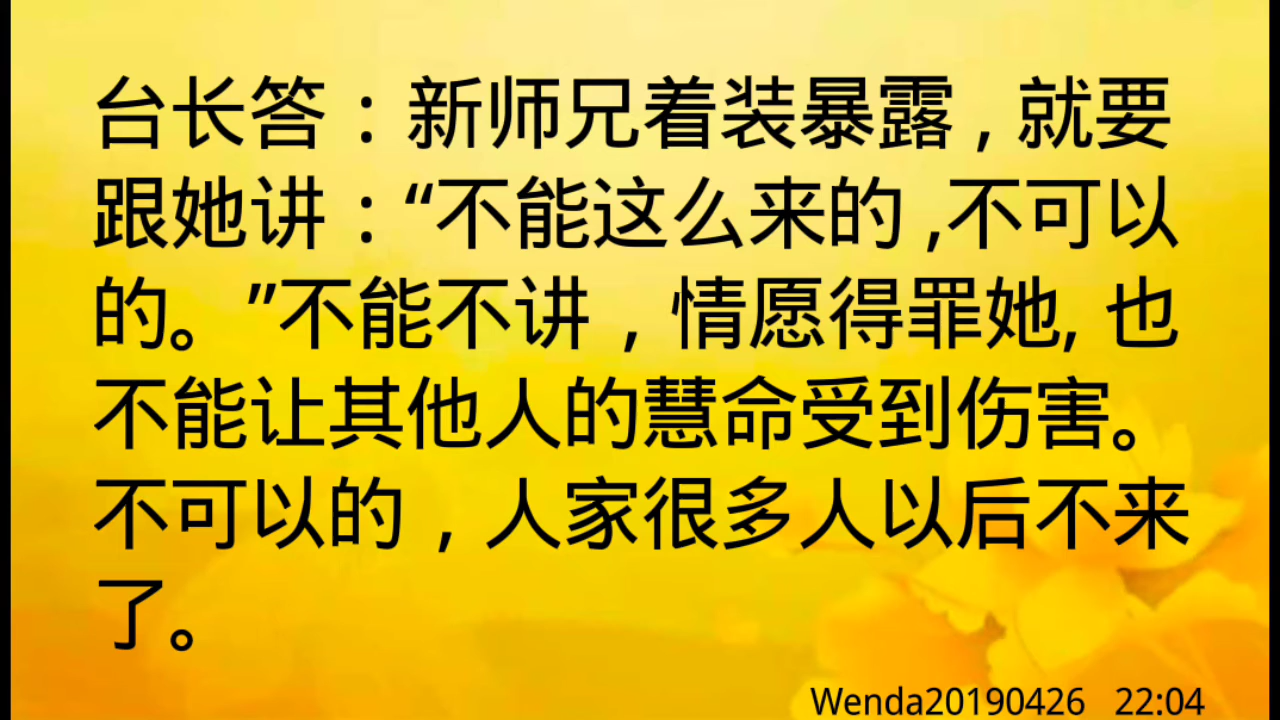 台长答：新师兄着装暴露，就要
跟她讲：“不能这么来的,不可以
的。”不能不讲，情愿得罪她, 也
不能让其他人的慧命受到伤害。
不可以的，人家很多人以后不来
了。
Wenda20190426 22:04